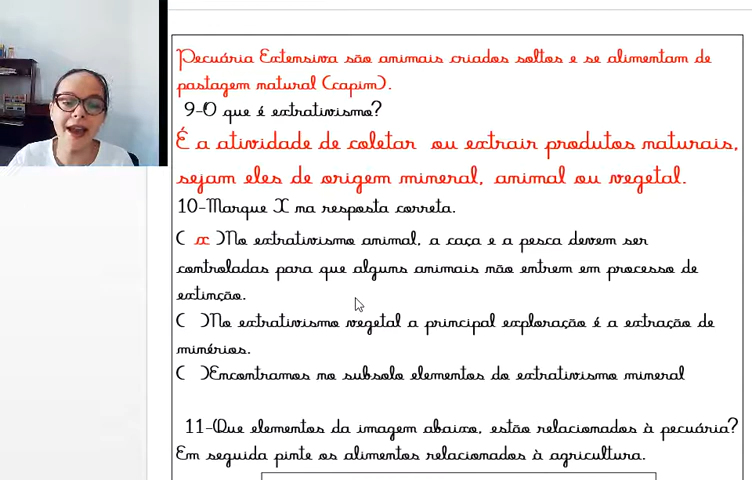 Pecuária Extensiva são animais criados soltos e se alimentam de
pastagem natural (capim).
9-O que é extrativismo?
É a atividade de coletar ou extrair produtos naturais,
sejam eles de origem mineral, animal ou vegetal.
10-Marque X na resposta correta.
( x )No extrativismo animal, a caça e a pesca devem ser
controladas para que alguns animais não entrem em processo de
extinção.
( )No extrativismo vegetal a principal exploração é a extração de
minérios.
( )Encontramos no subsolo elementos do extrativismo mineral
11-Que elementos da imagem abaixo, estão relacionados à pecuária?
Em seguida pinte os alimentos relacionados à agricultura.